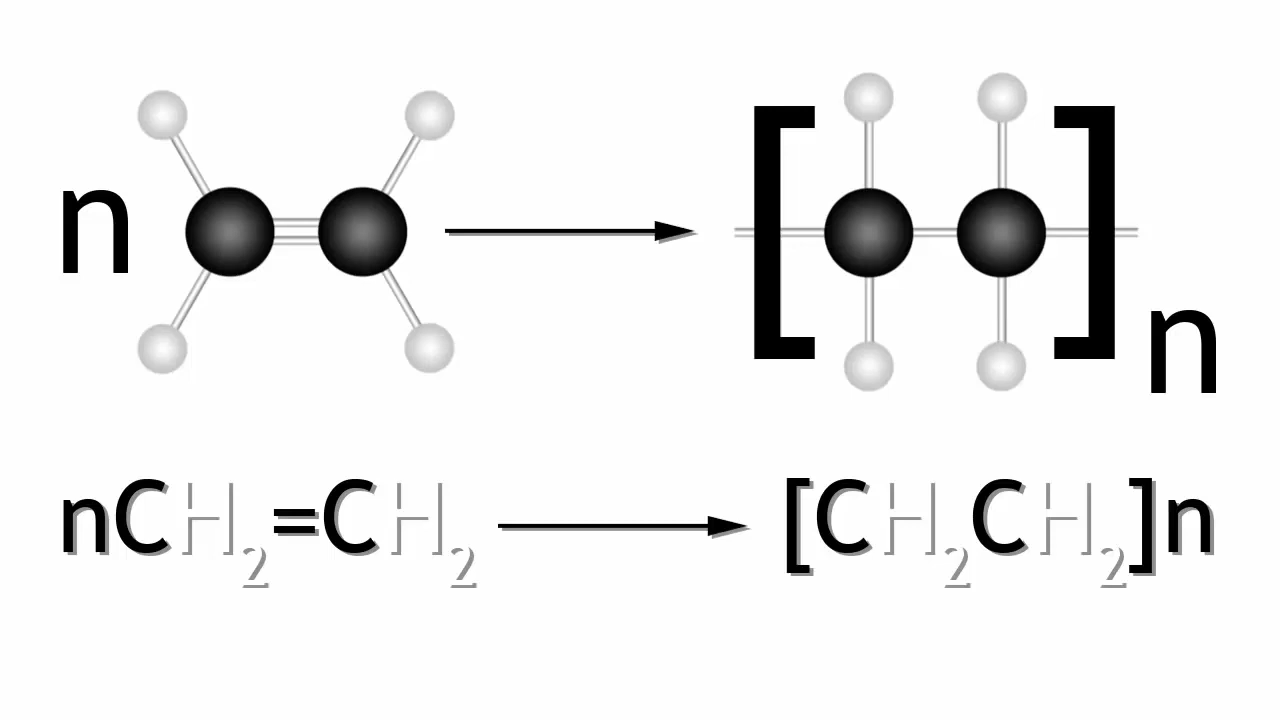 n [ ]n
nCH₂=CH₂ → [CH₂CH₂]n